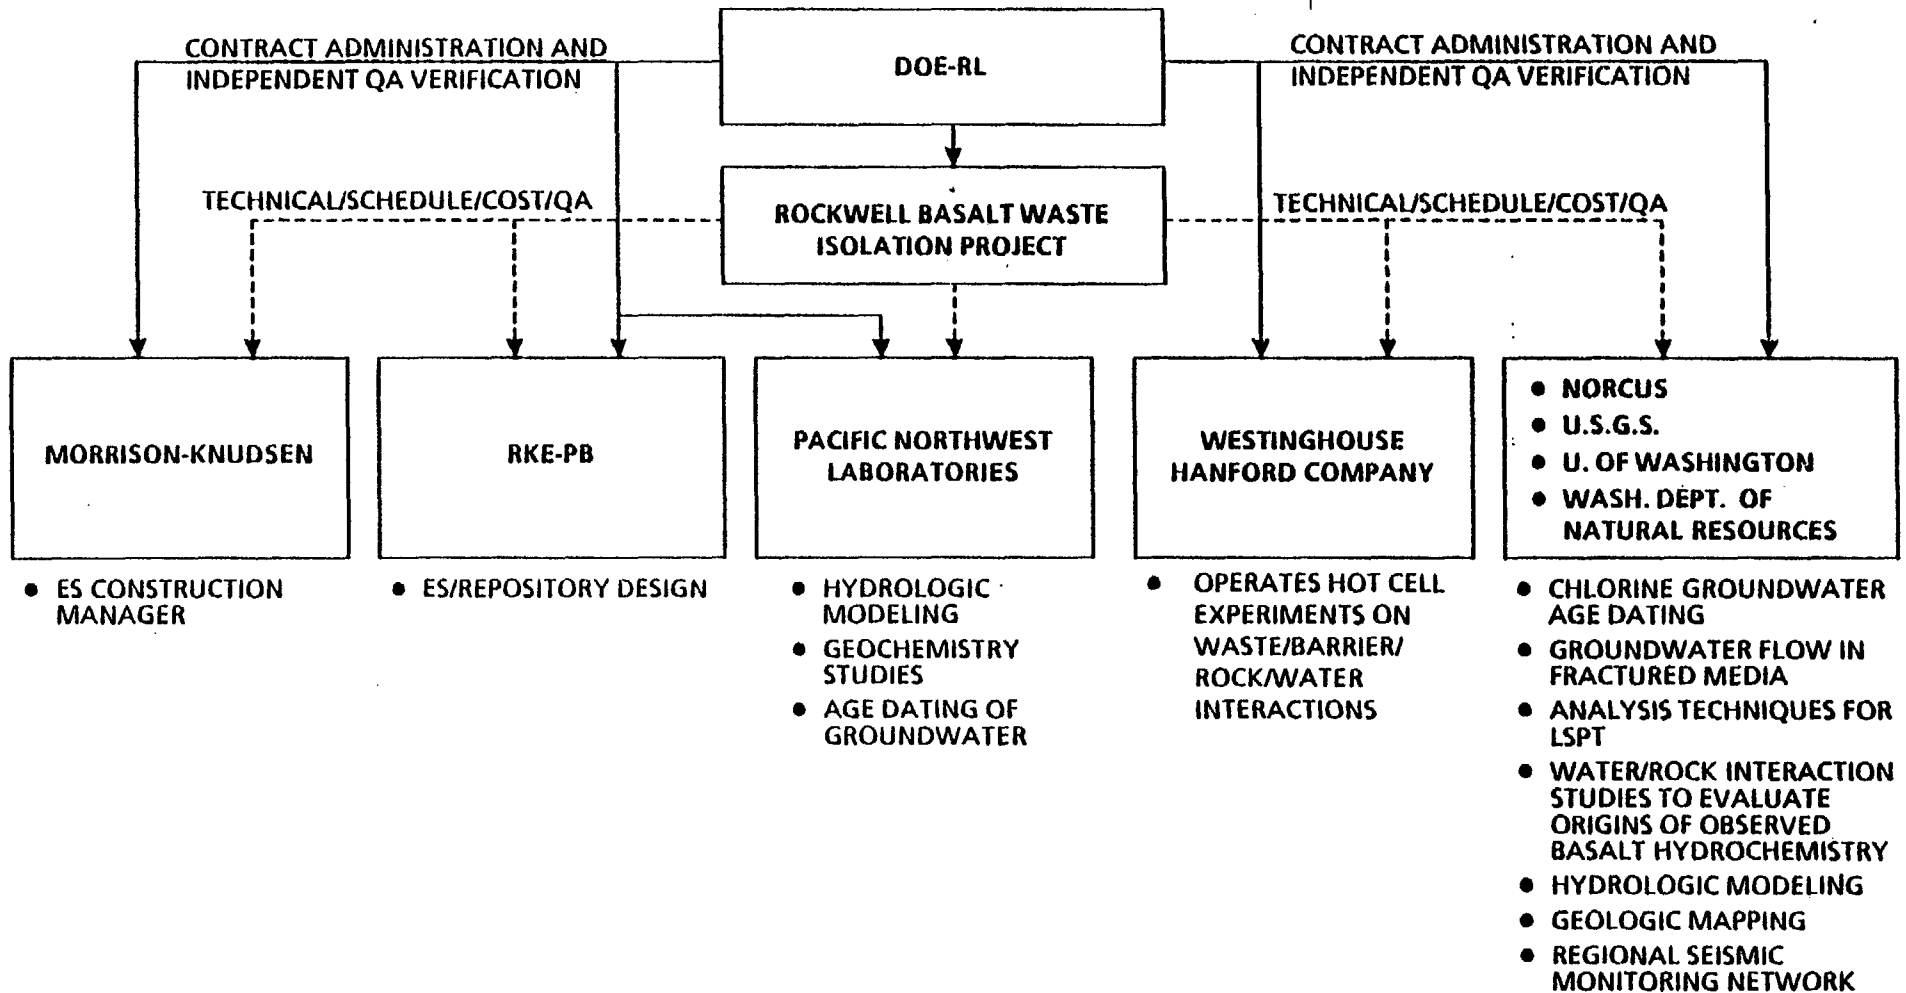 CONTRACT ADMINISTRATION AND
INDEPENDENT QA VERIFICATION
DOE-RL
CONTRACT ADMINISTRATION AND
INDEPENDENT QA VERIFICATION
TECHNICAL/SCHEDULE/COST/QA
ROCKWELL BASALT WASTE
ISOLATION PROJECT
TECHNICAL/SCHEDULE/COST/QA
MORRISON-KNUDSEN
RKE-PB
PACIFIC NORTHWEST
LABORATORIES
WESTINGHOUSE
HANFORD COMPANY
● NORCUS
● U.S.G.S.
● U. OF WASHINGTON
● WASH. DEPT. OF
NATURAL RESOURCES
● ES CONSTRUCTION
MANAGER
● ES/REPOSITORY DESIGN
● HYDROLOGIC
MODELING
● GEOCHEMISTRY
STUDIES
● AGE DATING OF
GROUNDWATER
● OPERATES HOT CELL
EXPERIMENTS ON
WASTE/BARRIER/
ROCK/WATER
INTERACTIONS
● CHLORINE GROUNDWATER
AGE DATING
● GROUNDWATER FLOW IN
FRACTURED MEDIA
● ANALYSIS TECHNIQUES FOR
LSPT
● WATER/ROCK INTERACTION
STUDIES TO EVALUATE
ORIGINS OF OBSERVED
BASALT HYDROCHEMISTRY
● HYDROLOGIC MODELING
● GEOLOGIC MAPPING
● REGIONAL SEISMIC
MONITORING NETWORK